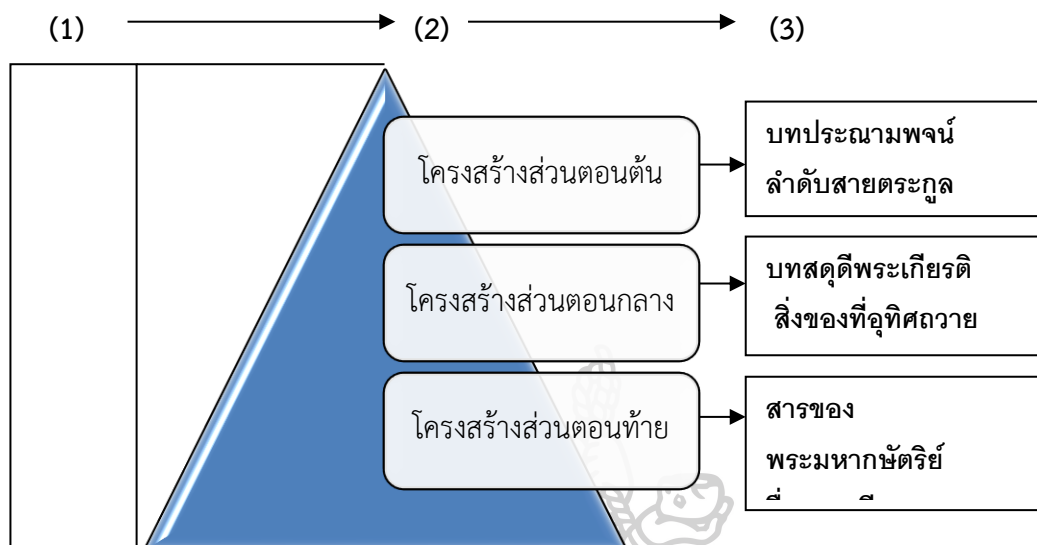 (1) (2) (3)
โครงสร้างส่วนตอนต้น
บทประณามพจน์
ลำดับสายตระกูล
โครงสร้างส่วนตอนกลาง
บทสดุดีพระเกียรติ
สิ่งของที่อุทิศถวาย
โครงสร้างส่วนตอนท้าย
สารของ
พระมหากษัตริย์